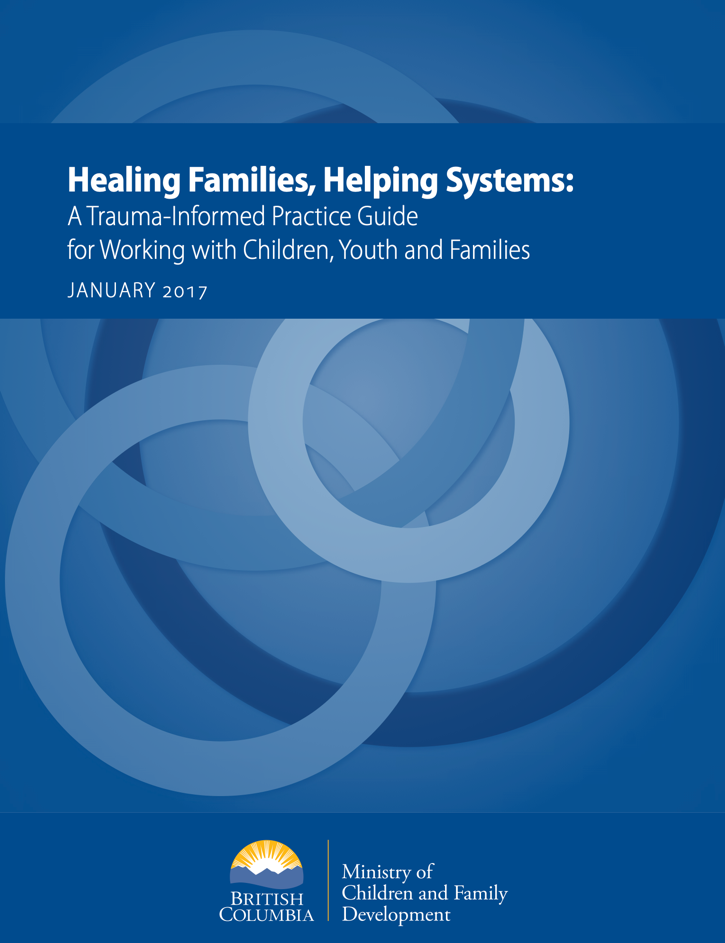 Healing Families, Helping Systems:
A Trauma-Informed Practice Guide
for Working with Children, Youth and Families
JANUARY 2017
BRITISH
COLUMBIA
Ministry of
Children and Family
Development